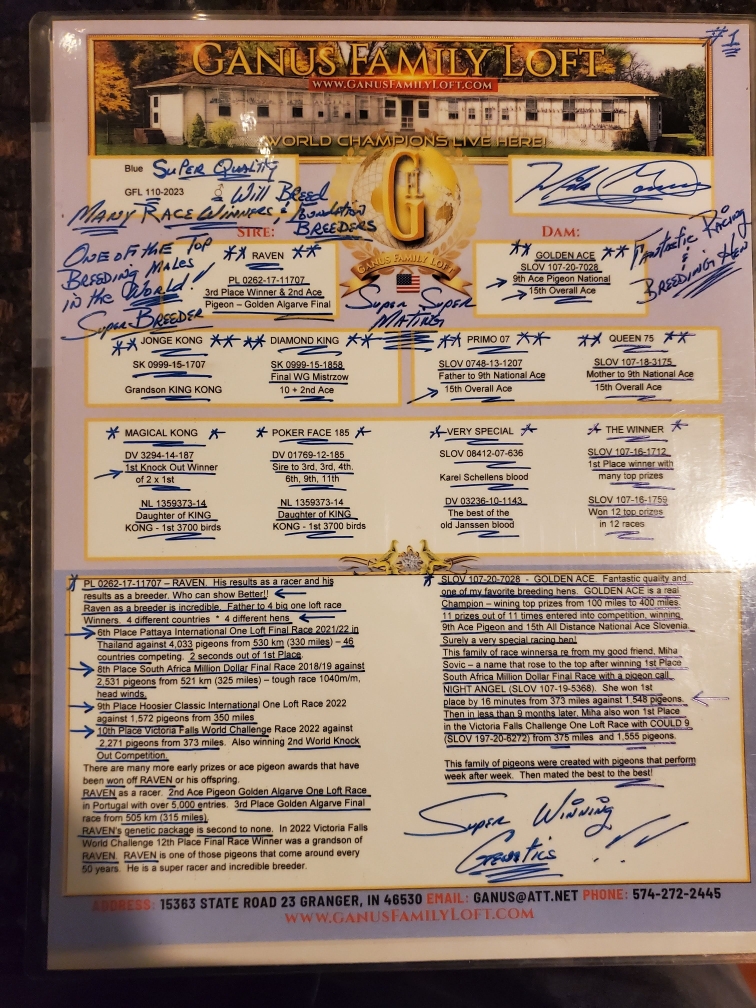 #1
GANUS FAMILY LOFT
WWW.GANUSFAMILYLOFT.COM
WORLD CHAMPIONS LIVE HERE!
Blue Super Quality
GFL 110-2023 ♂ Will Breed
Many Race Winners & Foundation
Breeders
GFL
GANUS FAMILY LOFT
SIRE:
One of the Top
Breeding Males
in the World!
Super-Breeder
** RAVEN **
PL 0262-17-11707
3rd Place Winner & 2nd Ace
Pigeon – Golden Algarve Final
Super Super
Mating
DAM:
** GOLDEN ACE **
SLOV 107-20-7028
9th Ace Pigeon National
15th Overall Ace
Fantastic Racing
&
Breeding Hen
** JONGE KONG **
SK 0999-15-1707
Grandson KING KONG
** DIAMOND KING **
SK 0999-15-1858
Final WG Mistrzow
10 + 2nd Ace
** PRIMO 07 **
SLOV 0748-13-1207
Father to 9th National Ace
15th Overall Ace
** QUEEN 75 **
SLOV 107-18-3175
Mother to 9th National Ace
15th Overall Ace
* MAGICAL KONG *
DV 3294-14-187
1st Knock Out Winner
of 2 x 1st
NL 1359373-14
Daughter of KING
KONG - 1st 3700 birds
* POKER FACE 185 *
DV 01769-12-185
Sire to 3rd, 3rd, 4th.
6th, 9th, 11th
NL 1359373-14
Daughter of KING
KONG - 1st 3700 birds
* VERY SPECIAL *
SLOV 08412-07-636
Karel Schellens blood
DV 03236-10-1143
The best of the
old Janssen blood
* THE WINNER *
SLOV 107-16-1712
1st Place winner with
many top prizes
SLOV 107-16-1759
Won 12 top prizes
in 12 races
* PL 0262-17-11707 – RAVEN. His results as a racer and his
results as a breeder. Who can show Better!!
Raven as a breeder is incredible. Father to 4 big one loft race
Winners. 4 different countries * 4 different hens
6th Place Pattaya International One Loft Final Race 2021/22 in
Thailand against 4,033 pigeons from 530 km (330 miles) – 46
countries competing. 2 seconds out of 1st Place.
8th Place South Africa Million Dollar Final Race 2018/19 against
2,531 pigeons from 521 km (325 miles) – tough race 1040m/m,
head winds.
9th Place Hoosier Classic International One Loft Race 2022
against 1,572 pigeons from 350 miles
10th Place Victoria Falls World Challenge Race 2022 against
2,271 pigeons from 373 miles. Also winning 2nd World Knock
Out Competition.
There are many more early prizes or ace pigeon awards that have
been won off RAVEN or his offspring.
RAVEN as a racer. 2nd Ace Pigeon Golden Algarve One Loft Race
in Portugal with over 5,000 entries. 3rd Place Golden Algarve Final
race from 505 km (315 miles).
RAVEN's genetic package is second to none. In 2022 Victoria Falls
World Challenge 12th Place Final Race Winner was a grandson of
RAVEN. RAVEN is one of those pigeons that come around every
50 years. He is a super racer and incredible breeder.
* SLOV 107-20-7028 - GOLDEN ACE. Fantastic quality and
one of my favorite breeding hens. GOLDEN ACE is a real
Champion – wining top prizes from 100 miles to 400 miles.
11 prizes out of 11 times entered into competition, winning
9th Ace Pigeon and 15th All Distance National Ace Slovenia.
Surely a very special racing hen!
This family of race winnersa re from my good friend, Miha
Sovic – a name that rose to the top after winning 1st Place
South Africa Million Dollar Final Race with a pigeon call
NIGHT ANGEL (SLOV 107-19-5368). She won 1st
place by 16 minutes from 373 miles against 1,548 pigeons.
Then in less than 9 months later, Miha also won 1st Place
in the Victoria Falls Challenge One Loft Race with COULD 9
(SLOV 197-20-6272) from 375 miles and 1,555 pigeons.
This family of pigeons were created with pigeons that perform
week after week. Then mated the best to the best!
Super Winning
Genetics !
ADDRESS: 15363 STATE ROAD 23 GRANGER, IN 46530 EMAIL: GANUS@ATT.NET PHONE: 574-272-2445
WWW.GANUSFAMILYLOFT.COM